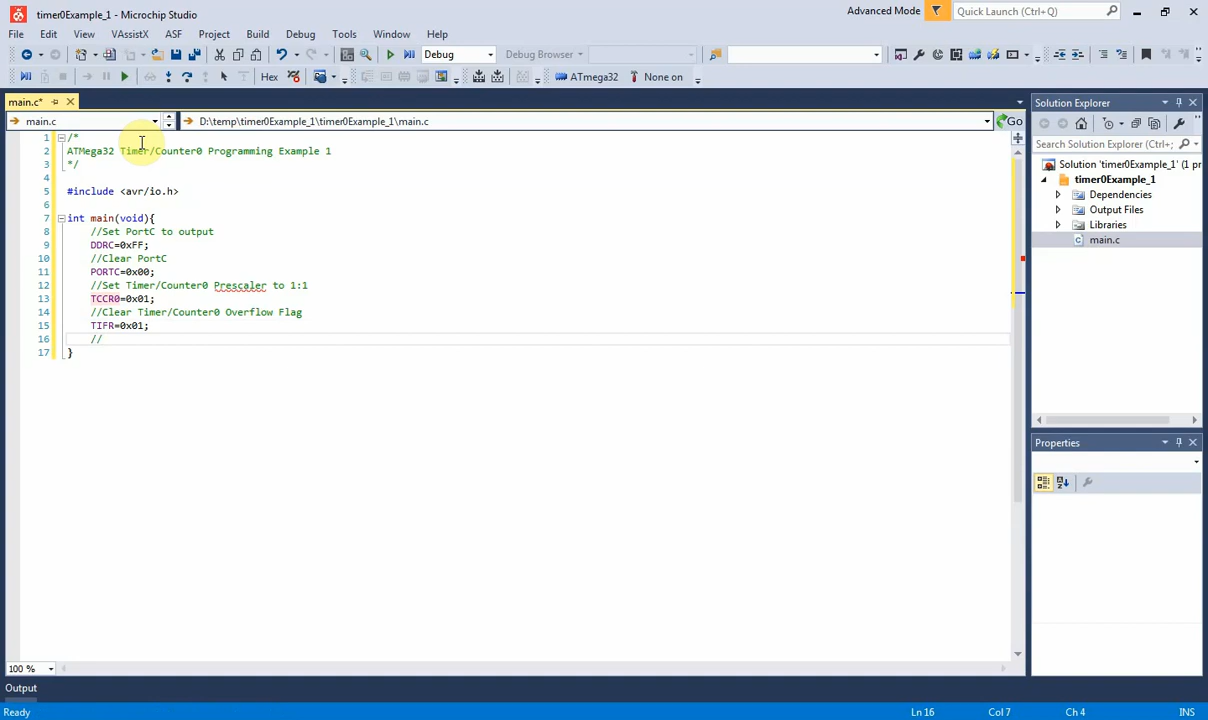 timer0Example_1 - Microchip Studio
Advanced Mode
Quick Launch (Ctrl+Q)
File Edit View VAssistX ASF Project Build Debug Tools Window Help
Debug
Debug Browser
Hex
ATmega32
None on
main.c*
main.c
D:\temp\timer0Example_1\timer0Example_1\main.c
Go
1 /*
2 ATMega32 Timer/Counter0 Programming Example 1
3 */
4
5 #include <avr/io.h>
6
7 int main(void){
8 //Set PortC to output
9 DDRC=0xFF;
10 //Clear PortC
11 PORTC=0x00;
12 //Set Timer/Counter0 Prescaler to 1:1
13 TCCR0=0x01;
14 //Clear Timer/Counter0 Overflow Flag
15 TIFR=0x01;
16 //
17 }
100 %
Solution Explorer
Search Solution Explorer (Ctrl+;)
Solution 'timer0Example_1' (1 pr
timer0Example_1
Dependencies
Output Files
Libraries
main.c
Properties
Output
Ready
Ln 16
Col 7
Ch 4
INS